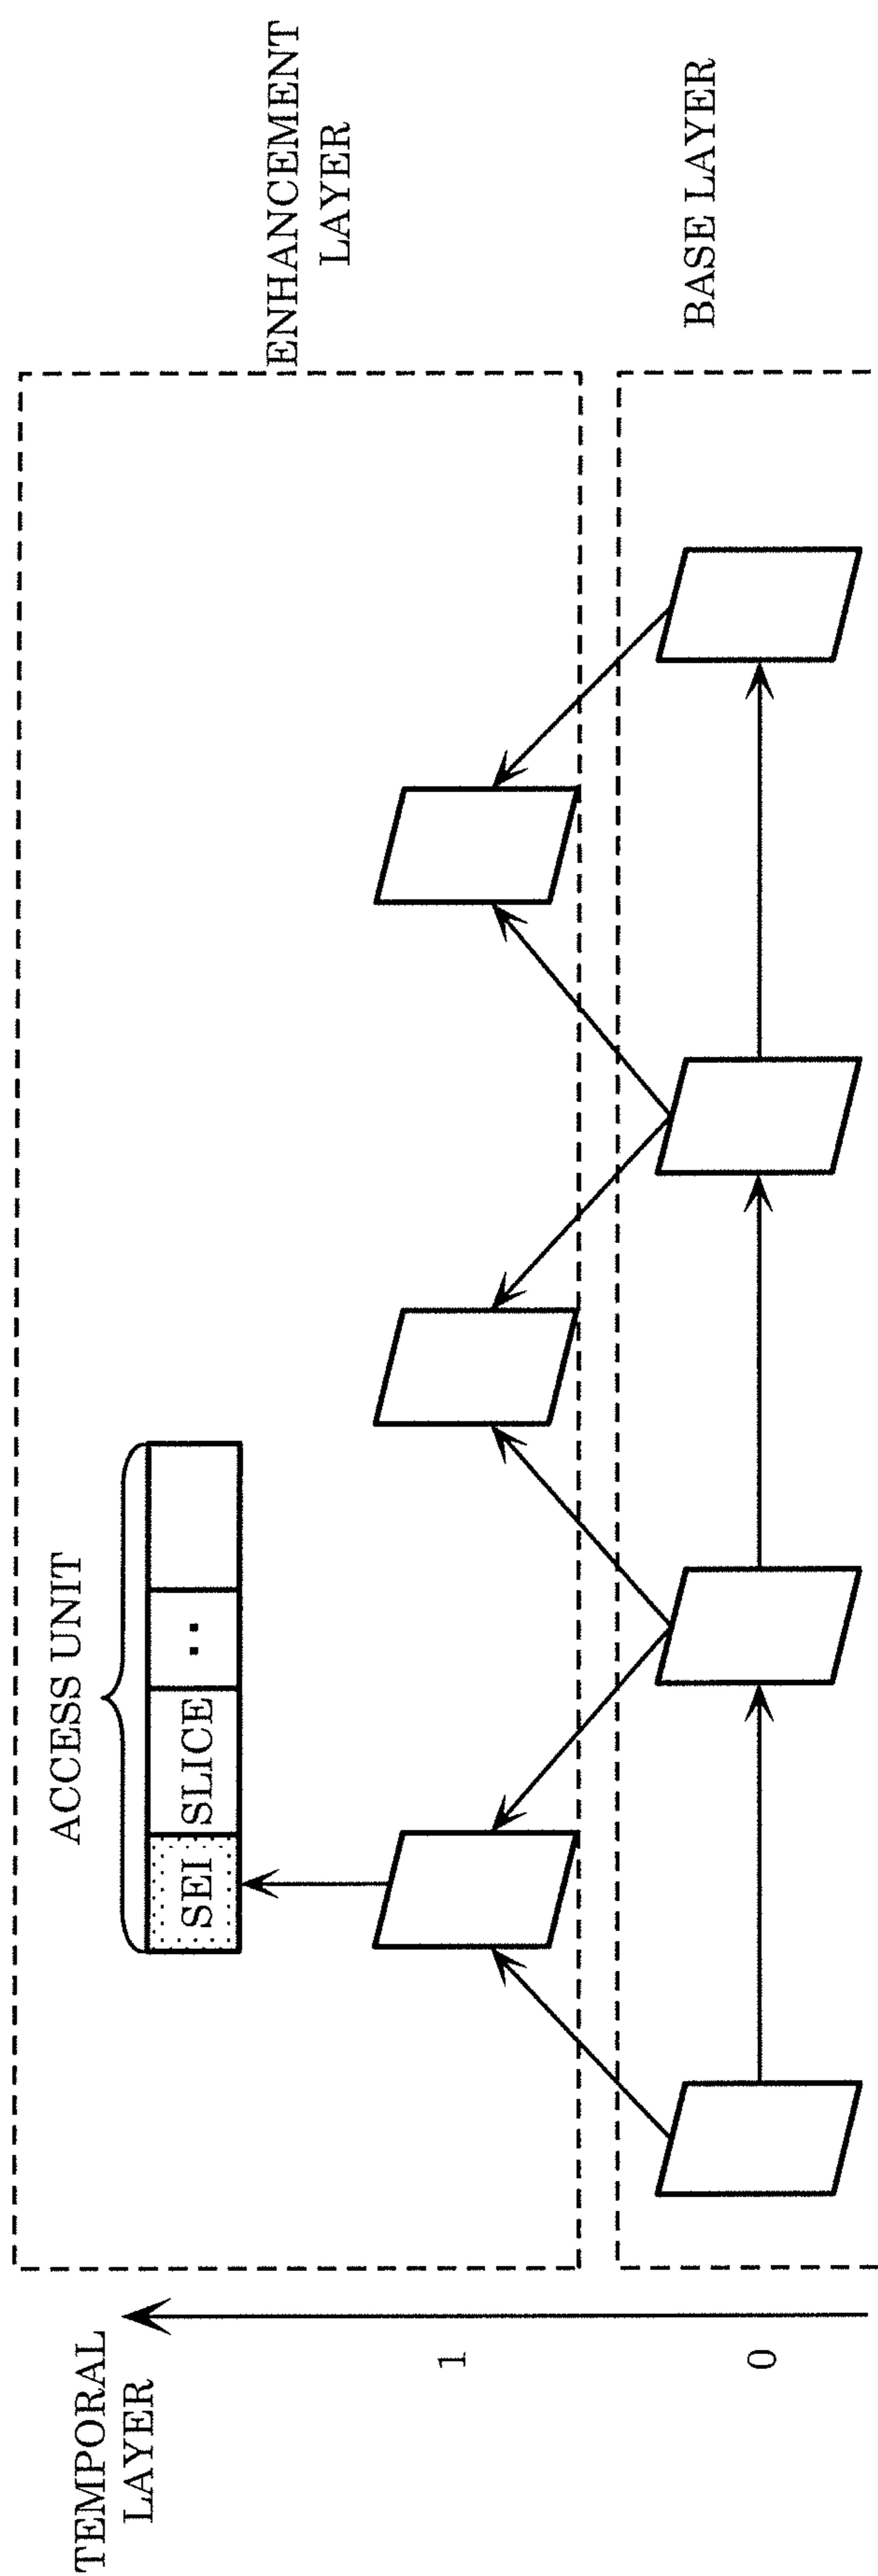 TEMPORAL
LAYER
1
0
ACCESS UNIT
SEI
SLICE
..
ENHANCEMENT
LAYER
BASE LAYER